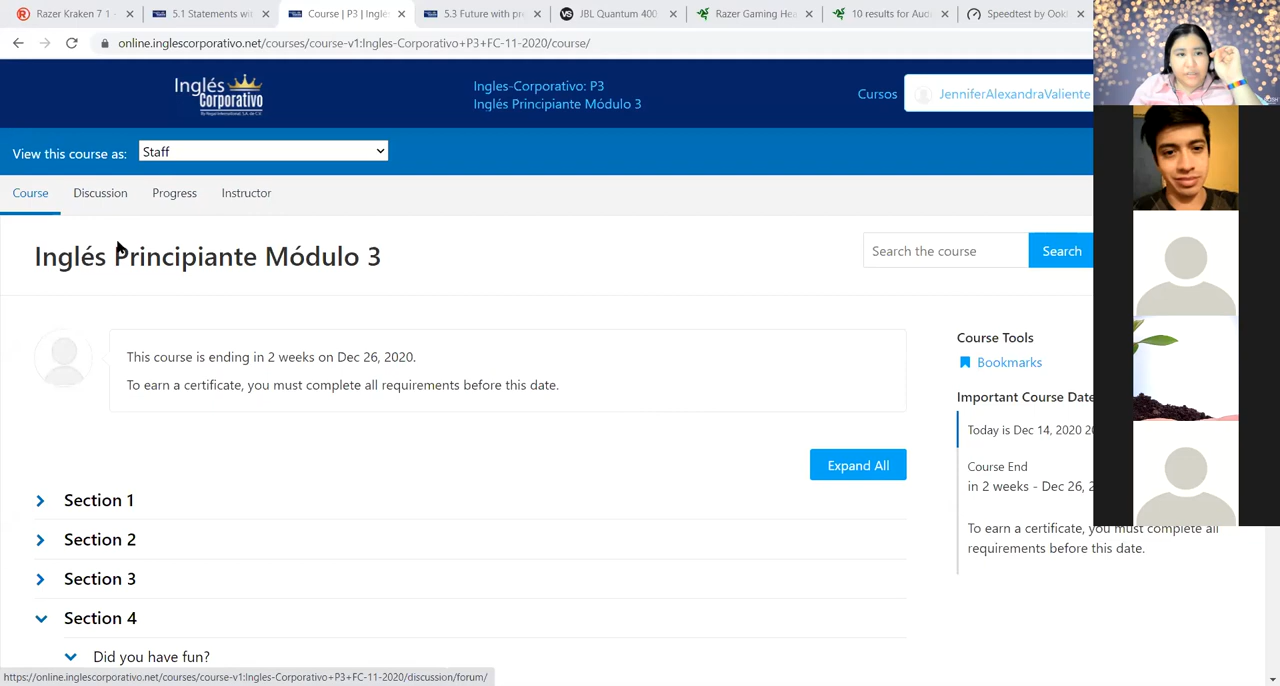 Razer Kraken 7 1 -
5.1 Statements wi
Course | P3 | Ingle
5.3 Future with pr
JBL Quantum 400
Razer Gaming Hea
10 results for Aud
Speedtest by Ookl
online.inglescorporativo.net/courses/course-v1:Ingles-Corporativo+P3+FC-11-2020/course/
Inglés
Corporativo
Ingles-Corporativo: P3
Inglés Principiante Módulo 3
Cursos
JenniferAlexandraValiente
View this course as:
Staff
Course
Discussion
Progress
Instructor
Inglés Principiante Módulo 3
Search the course
Search
This course is ending in 2 weeks on Dec 26, 2020.
To earn a certificate, you must complete all requirements before this date.
Course Tools
Bookmarks
Important Course Date
Today is Dec 14, 2020 20
Course End
in 2 weeks - Dec 26, 2
To earn a certificate, you must complete all
requirements before this date.
Expand All
Section 1
Section 2
Section 3
Section 4
Did you have fun?
https://online.inglescorporativo.net/courses/course-v1:Ingles-Corporativo+P3+FC-11-2020/discussion/forum/